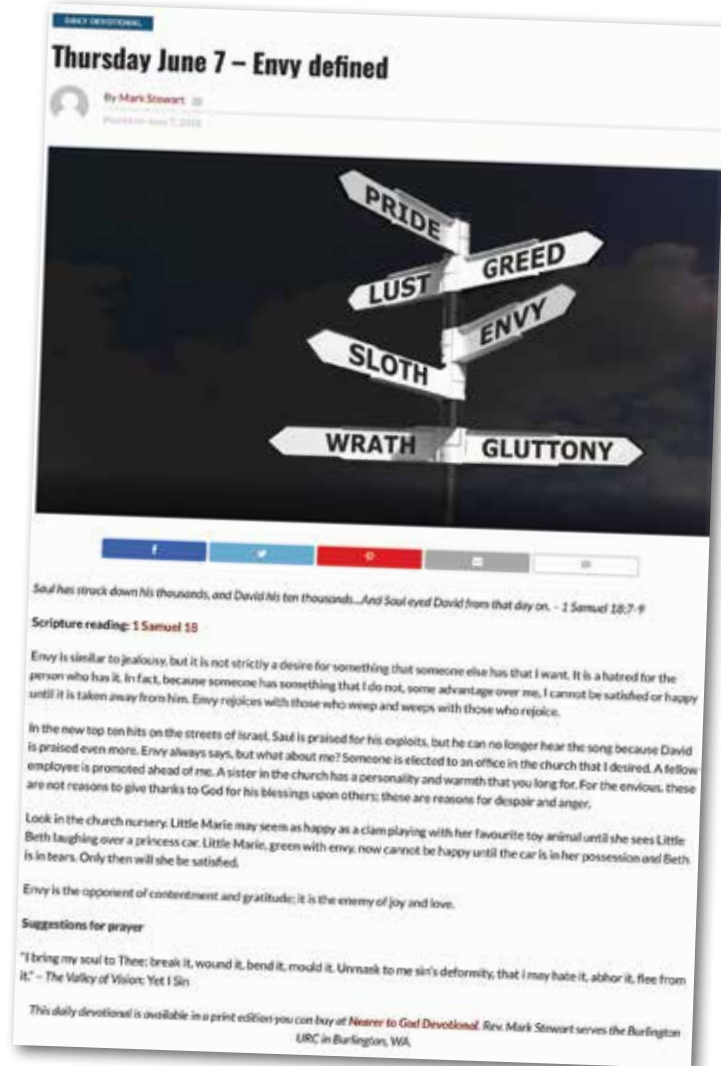 DAILY DEVOTIONAL
Thursday June 7 – Envy defined
By Mark Stewart
Posted on June 7, 2018
PRIDE
GREED
LUST
ENVY
SLOTH
WRATH
GLUTTONY
Saul has struck down his thousands, and David his ten thousands...And Saul eyed David from that day on. – 1 Samuel 18:7-9
Scripture reading: 1 Samuel 18
Envy is similar to jealousy, but it is not strictly a desire for something that someone else has that I want. It is a hatred for the
person who has it. In fact, because someone has something that I do not, some advantage over me, I cannot be satisfied or happy
until it is taken away from him. Envy rejoices with those who weep and weeps with those who rejoice.
In the new top ten hits on the streets of Israel, Saul is praised for his exploits, but he can no longer hear the song because David
is praised even more. Envy always says, but what about me? Someone is elected to an office in the church that I desired. A fellow
employee is promoted ahead of me. A sister in the church has a personality and warmth that you long for. For the envious, these
are not reasons to give thanks to God for his blessings upon others; these are reasons for despair and anger.
Look in the church nursery. Little Marie may seem as happy as a clam playing with her favourite toy animal until she sees Little
Beth laughing over a princess car. Little Marie, green with envy, now cannot be happy until the car is in her possession and Beth
is in tears. Only then will she be satisfied.
Envy is the opponent of contentment and gratitude; it is the enemy of joy and love.
Suggestions for prayer
"I bring my soul to Thee; break it, wound it, bend it, mould it. Unmask to me sin's deformity, that I may hate it, abhor it, flee from
it." – The Valley of Vision: Yet I Sin
This daily devotional is available in a print edition you can buy at Nearer to God Devotional. Rev. Mark Stewart serves the Burlington
URC in Burlington, WA.